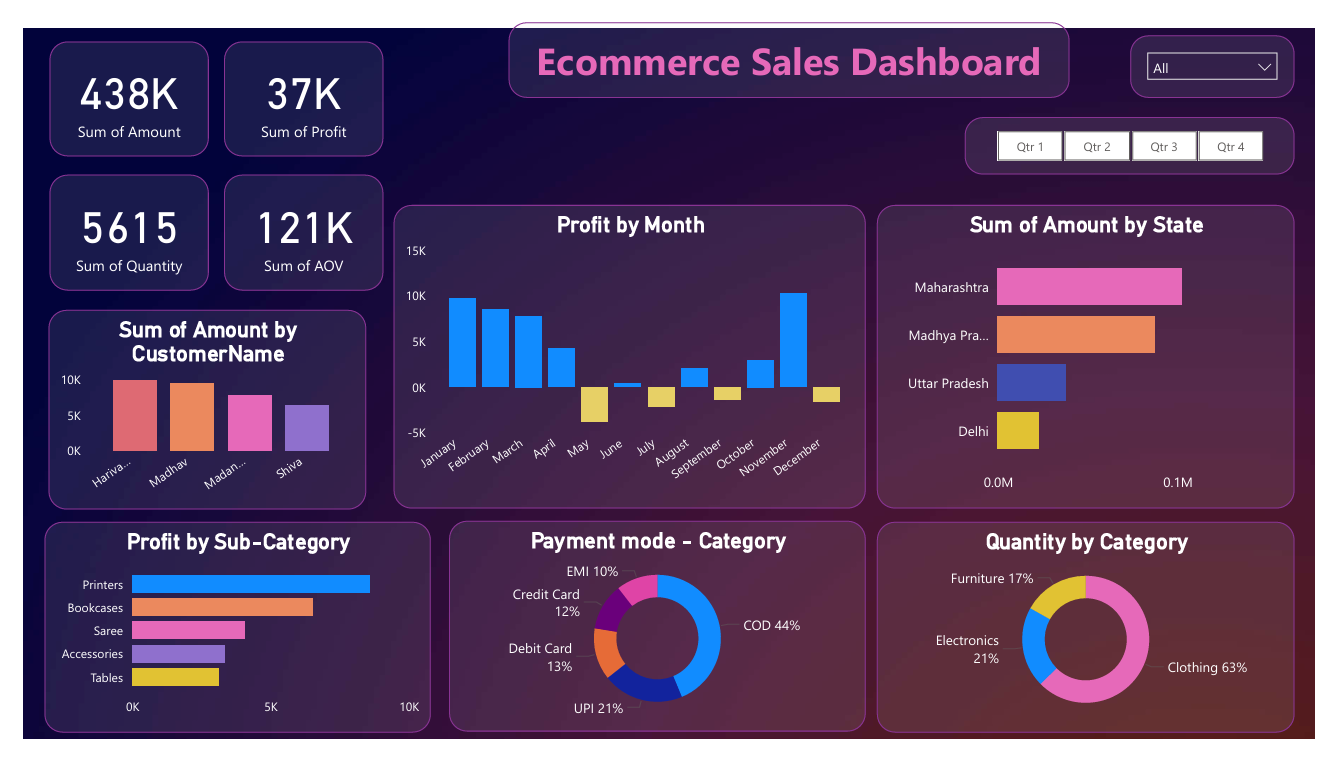 Ecommerce Sales Dashboard
All
438K
Sum of Amount
37K
Sum of Profit
Qtr 1
Qtr 2
Qtr 3
Qtr 4
5615
Sum of Quantity
121K
Sum of AOV
Profit by Month
15K
10K
5K
0K
-5K
January
February
March
April
May
June
July
August
September
October
November
December
Sum of Amount by State
Maharashtra
Madhya Pra...
Uttar Pradesh
Delhi
0.0M
0.1M
Sum of Amount by
CustomerName
10K
5K
0K
Hariva...
Madhav
Madan...
Shiva
Profit by Sub-Category
Printers
Bookcases
Saree
Accessories
Tables
0K
5K
10K
Payment mode - Category
EMI 10%
Credit Card
12%
Debit Card
13%
UPI 21%
COD 44%
Quantity by Category
Furniture 17%
Electronics
21%
Clothing 63%